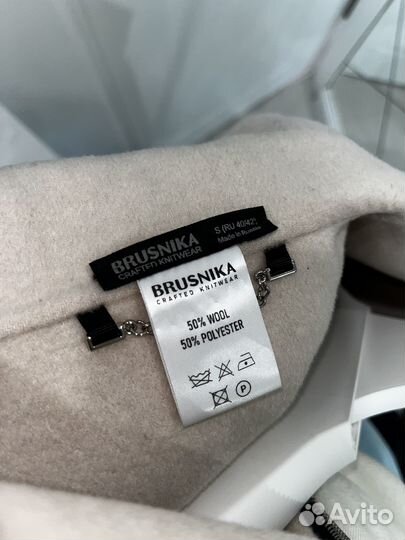 BRUSNIKA
CRAFTED KNITWEAR
S (RU 40/42)
Made in Russia
BRUSNIKA
CRAFTED KNITWEAR
50% WOOL
50% POLYESTER
P
Avito